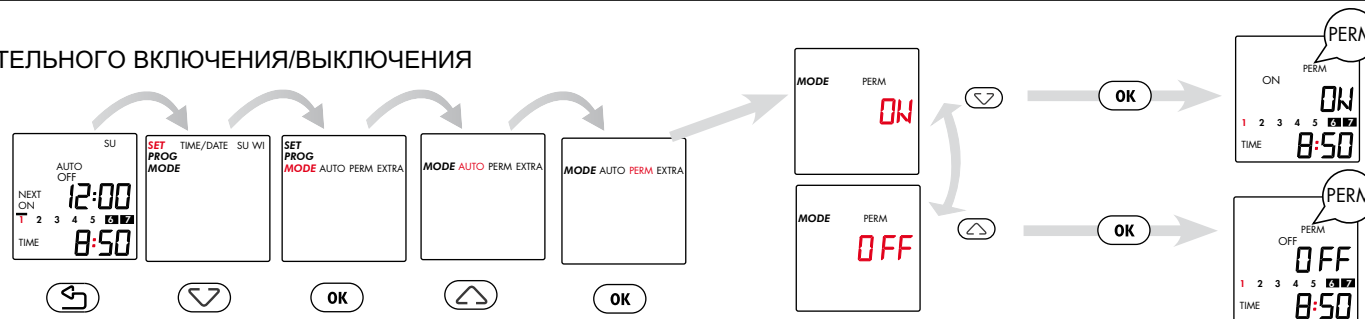 ТЕЛЬНОГО ВКЛЮЧЕНИЯ/ВЫКЛЮЧЕНИЯ
SU
AUTO
OFF
NEXT
ON
12:00
1 2 3 4 5 6 7
TIME
8:50
SET TIME/DATE SU WI
PROG
MODE
OK
SET
PROG
MODE AUTO PERM EXTRA
OK
MODE AUTO PERM EXTRA
MODE AUTO PERM EXTRA
OK
MODE PERM
ON
OK
PERM
PERM
ON
ON
1 2 3 4 5 6 7
TIME
8:50
MODE PERM
OFF
PERM
PERM
OFF
OFF
1 2 3 4 5 6 7
TIME
8:50